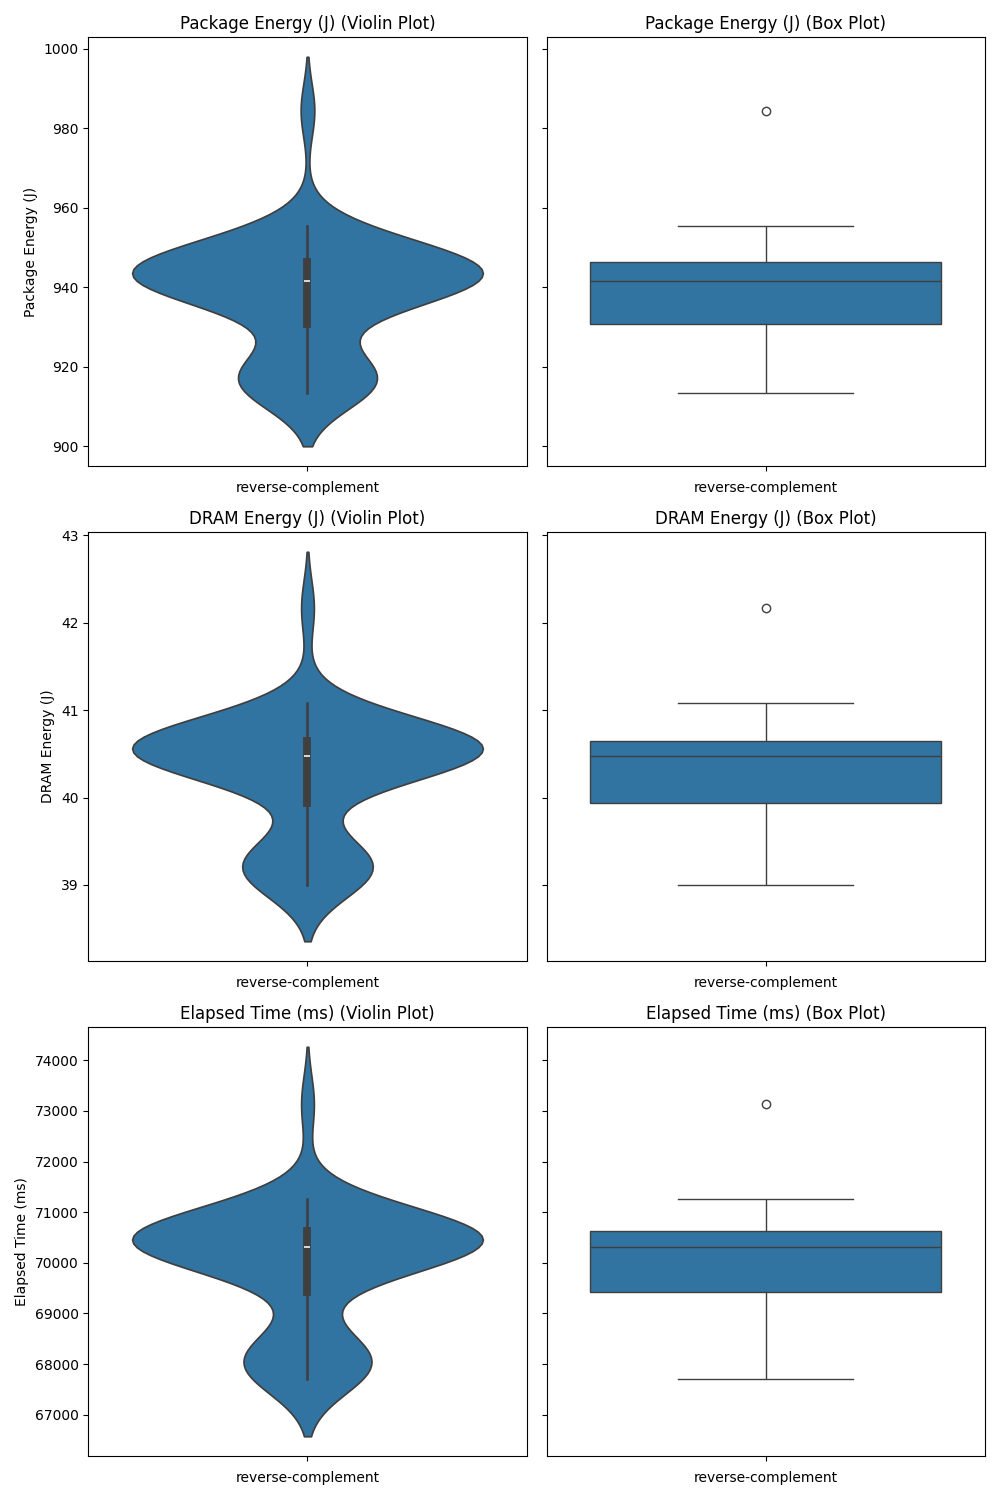 Package Energy (J) (Violin Plot)
Package Energy (J) (Box Plot)
1000
980
960
940
920
900
Package Energy (J)
reverse-complement
reverse-complement
DRAM Energy (J) (Violin Plot)
DRAM Energy (J) (Box Plot)
43
42
41
40
39
DRAM Energy (J)
reverse-complement
reverse-complement
Elapsed Time (ms) (Violin Plot)
Elapsed Time (ms) (Box Plot)
74000
73000
72000
71000
70000
69000
68000
67000
Elapsed Time (ms)
reverse-complement
reverse-complement